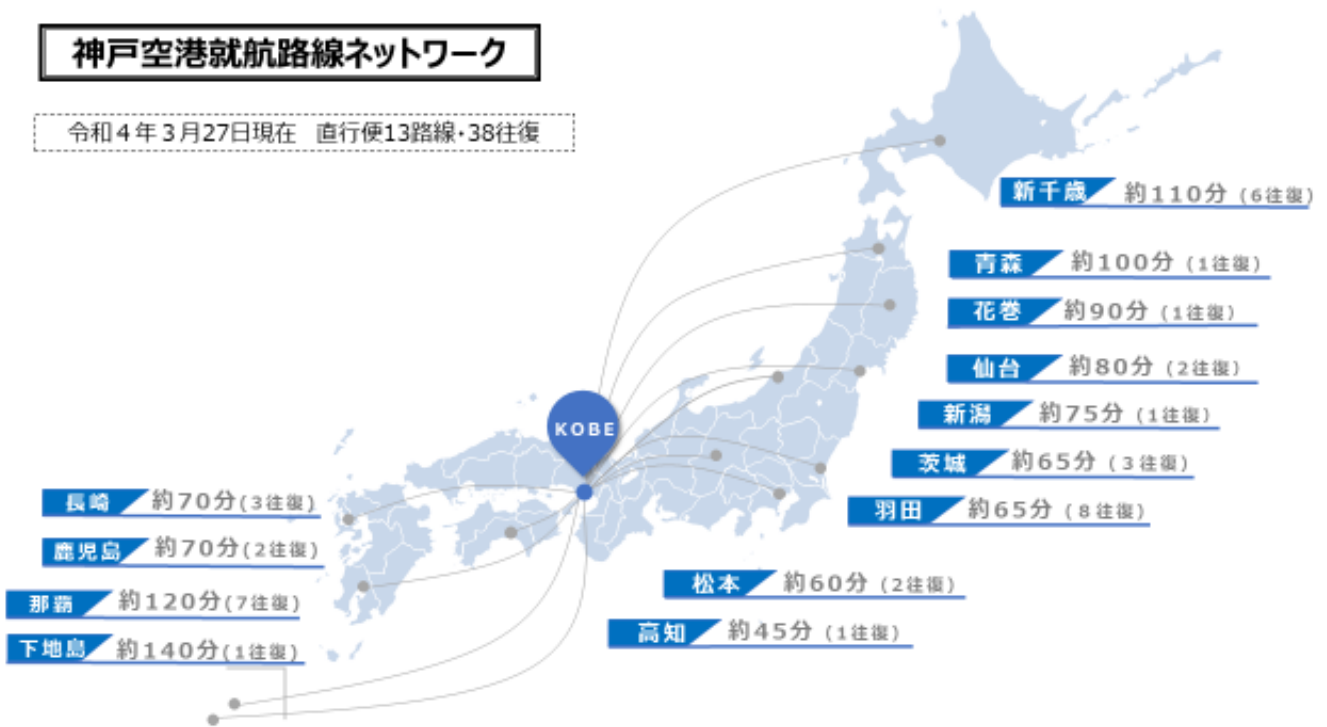 神戸空港就航路線ネットワーク
令和４年３月27日現在　直行便13路線・38往復
新千歳 約110分 (6往復)
青森 約100分 (1往復)
花巻 約90分 (1往復)
仙台 約80分 (2往復)
新潟 約75分 (1往復)
茨城 約65分 (3往復)
羽田 約65分 (8往復)
松本 約60分 (2往復)
高知 約45分 (1往復)
KOBE
長崎 約70分(3往復)
鹿児島 約70分(2往復)
那覇 約120分(7往復)
下地島 約140分(1往復)